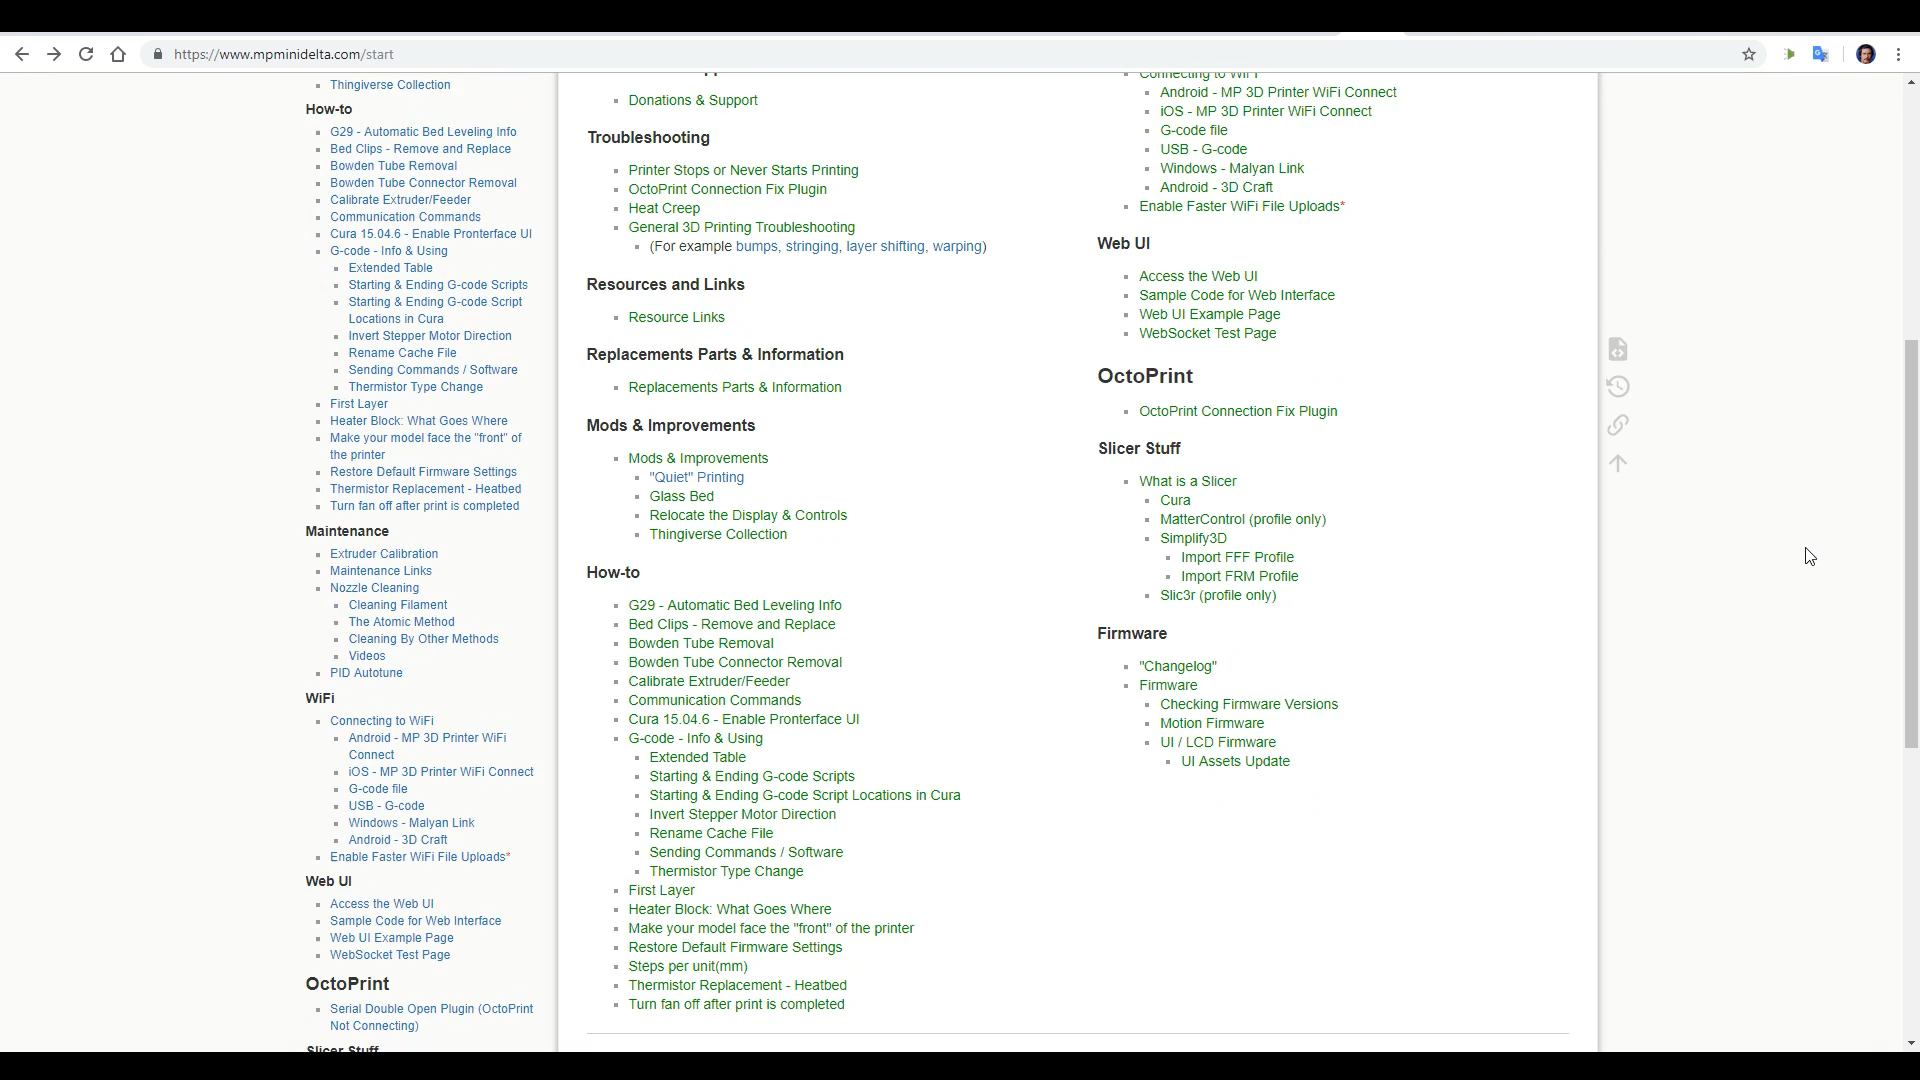 https://www.mpminidelta.com/start
Thingiverse Collection
How-to
G29 - Automatic Bed Leveling Info
Bed Clips - Remove and Replace
Bowden Tube Removal
Bowden Tube Connector Removal
Calibrate Extruder/Feeder
Communication Commands
Cura 15.04.6 - Enable Pronterface UI
G-code - Info & Using
Extended Table
Starting & Ending G-code Scripts
Starting & Ending G-code Script
Locations in Cura
Invert Stepper Motor Direction
Rename Cache File
Sending Commands / Software
Thermistor Type Change
First Layer
Heater Block: What Goes Where
Make your model face the "front" of
the printer
Restore Default Firmware Settings
Thermistor Replacement - Heatbed
Turn fan off after print is completed
Maintenance
Extruder Calibration
Maintenance Links
Nozzle Cleaning
Cleaning Filament
The Atomic Method
Cleaning By Other Methods
Videos
PID Autotune
WiFi
Connecting to WiFi
Android - MP 3D Printer WiFi
Connect
iOS - MP 3D Printer WiFi Connect
G-code file
USB - G-code
Windows - Malyan Link
Android - 3D Craft
Enable Faster WiFi File Uploads*
Web UI
Access the Web UI
Sample Code for Web Interface
Web UI Example Page
WebSocket Test Page
OctoPrint
Serial Double Open Plugin (OctoPrint
Not Connecting)
Slicer Stuff
Donations & Support
Troubleshooting
Printer Stops or Never Starts Printing
OctoPrint Connection Fix Plugin
Heat Creep
General 3D Printing Troubleshooting
(For example bumps, stringing, layer shifting, warping)
Resources and Links
Resource Links
Replacements Parts & Information
Replacements Parts & Information
Mods & Improvements
Mods & Improvements
"Quiet" Printing
Glass Bed
Relocate the Display & Controls
Thingiverse Collection
How-to
G29 - Automatic Bed Leveling Info
Bed Clips - Remove and Replace
Bowden Tube Removal
Bowden Tube Connector Removal
Calibrate Extruder/Feeder
Communication Commands
Cura 15.04.6 - Enable Pronterface UI
G-code - Info & Using
Extended Table
Starting & Ending G-code Scripts
Starting & Ending G-code Script Locations in Cura
Invert Stepper Motor Direction
Rename Cache File
Sending Commands / Software
Thermistor Type Change
First Layer
Heater Block: What Goes Where
Make your model face the "front" of the printer
Restore Default Firmware Settings
Steps per unit(mm)
Thermistor Replacement - Heatbed
Turn fan off after print is completed
Connecting to WiFi
Android - MP 3D Printer WiFi Connect
iOS - MP 3D Printer WiFi Connect
G-code file
USB - G-code
Windows - Malyan Link
Android - 3D Craft
Enable Faster WiFi File Uploads*
Web UI
Access the Web UI
Sample Code for Web Interface
Web UI Example Page
WebSocket Test Page
OctoPrint
OctoPrint Connection Fix Plugin
Slicer Stuff
What is a Slicer
Cura
MatterControl (profile only)
Simplify3D
Import FFF Profile
Import FRM Profile
Slic3r (profile only)
Firmware
"Changelog"
Firmware
Checking Firmware Versions
Motion Firmware
UI / LCD Firmware
UI Assets Update